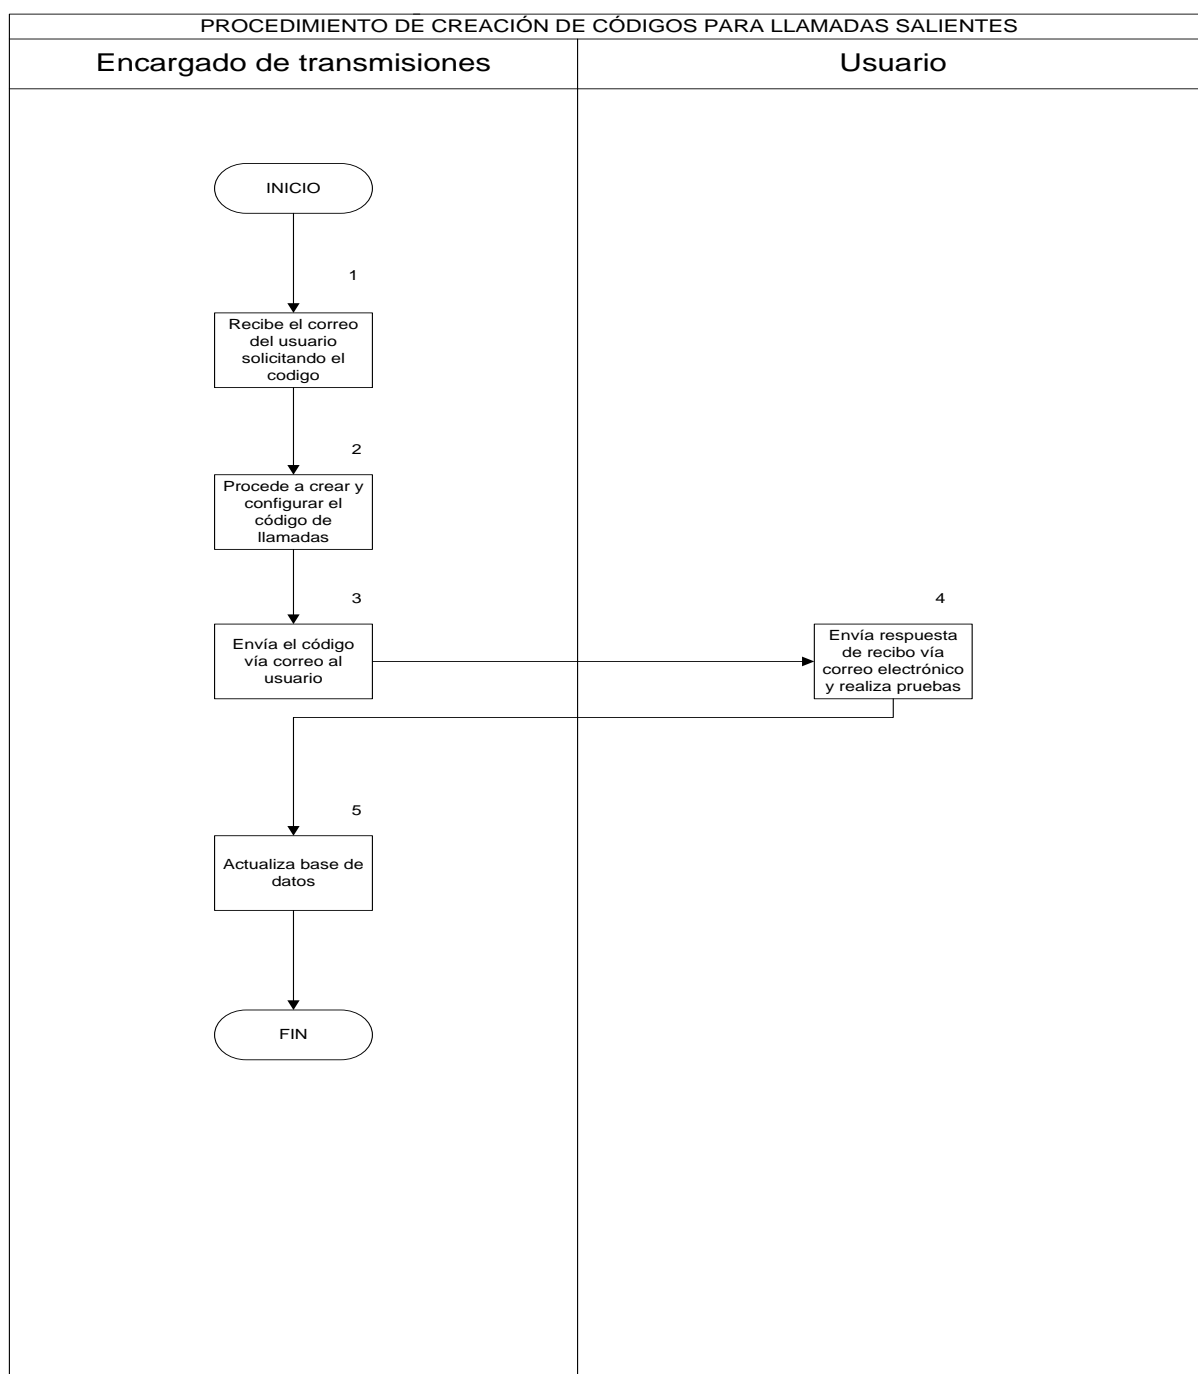 PROCEDIMIENTO DE CREACIÓN DE CÓDIGOS PARA LLAMADAS SALIENTES
Encargado de transmisiones
Usuario
INICIO
1
Recibe el correo
del usuario
solicitando el
codigo
2
Procede a crear y
configurar el
código de
llamadas
3
Envía el código
vía correo al
usuario
4
Envía respuesta
de recibo vía
correo electrónico
y realiza pruebas
5
Actualiza base de
datos
FIN